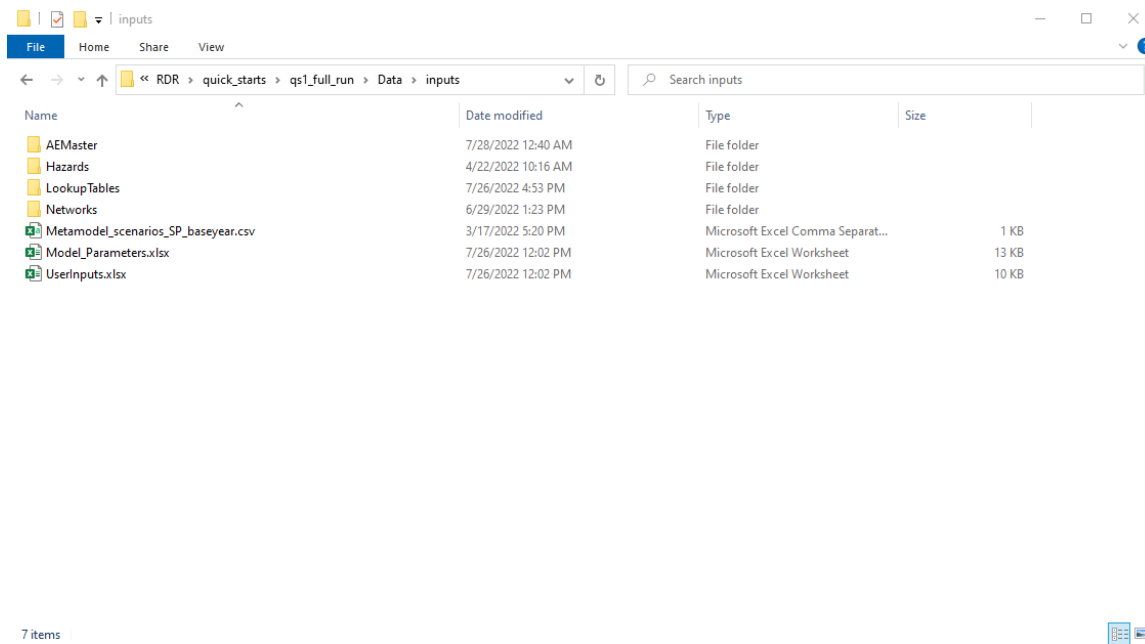 inputs
File Home Share View
« RDR › quick_starts › qs1_full_run › Data › inputs Search inputs
Name Date modified Type Size
AEMaster 7/28/2022 12:40 AM File folder
Hazards 4/22/2022 10:16 AM File folder
LookupTables 7/26/2022 4:53 PM File folder
Networks 6/29/2022 1:23 PM File folder
Metamodel_scenarios_SP_baseyear.csv 3/17/2022 5:20 PM Microsoft Excel Comma Separat... 1 KB
Model_Parameters.xlsx 7/26/2022 12:02 PM Microsoft Excel Worksheet 13 KB
UserInputs.xlsx 7/26/2022 12:02 PM Microsoft Excel Worksheet 10 KB
7 items